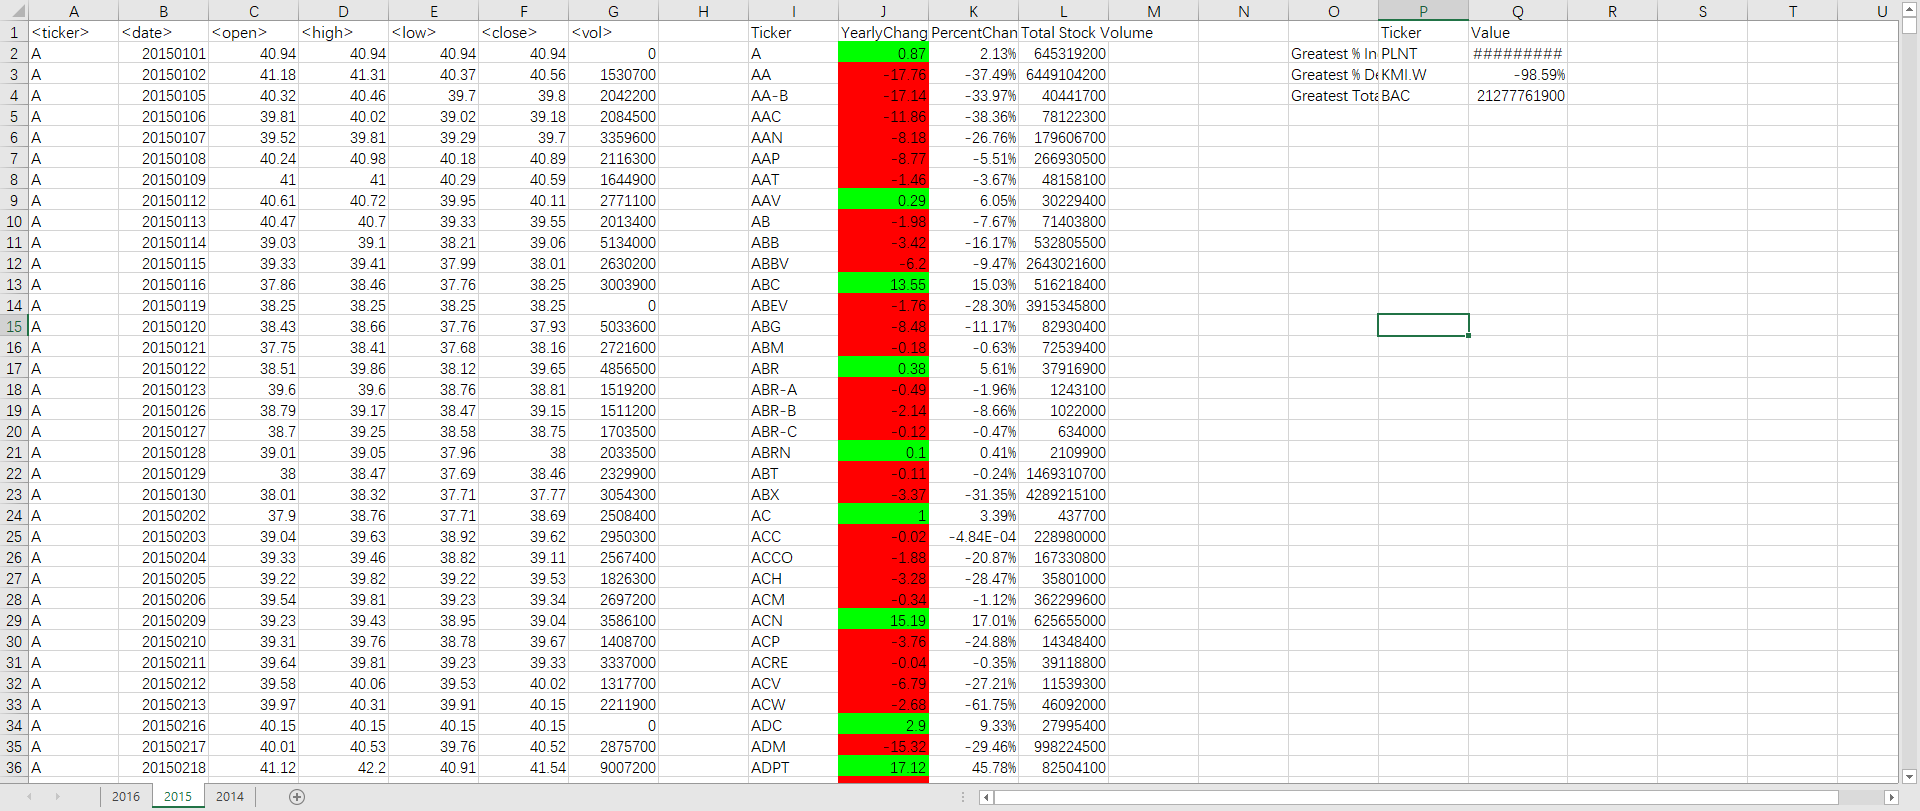 A B C D E F G H I J K L M N O P Q R S T U
1 <ticker> <date> <open> <high> <low> <close> <vol> Ticker YearlyChang PercentChan Total Stock Volume Ticker Value
2 A 20150101 40.94 40.94 40.94 40.94 0 A 0.87 2.13% 645319200 Greatest % In PLNT #########
3 A 20150102 41.18 41.31 40.37 40.56 1530700 AA -17.76 -37.49% 6449104200 Greatest % De KMI.W -98.59%
4 A 20150105 40.32 40.46 39.7 39.8 2042200 AA-B -17.14 -33.97% 40441700 Greatest Tota BAC 21277761900
5 A 20150106 39.81 40.02 39.02 39.18 2084500 AAC -11.86 -38.36% 78122300
6 A 20150107 39.52 39.81 39.29 39.7 3359600 AAN -8.18 -26.76% 179606700
7 A 20150108 40.24 40.98 40.18 40.89 2116300 AAP -8.77 -5.51% 266930500
8 A 20150109 41 41 40.29 40.59 1644900 AAT -1.46 -3.67% 48158100
9 A 20150112 40.61 40.72 39.95 40.11 2771100 AAV 0.29 6.05% 30229400
10 A 20150113 40.47 40.7 39.33 39.55 2013400 AB -1.98 -7.67% 71403800
11 A 20150114 39.03 39.1 38.21 39.06 5134000 ABB -3.42 -16.17% 532805500
12 A 20150115 39.33 39.41 37.99 38.01 2630200 ABBV -6.2 -9.47% 2643021600
13 A 20150116 37.86 38.46 37.76 38.25 3003900 ABC 13.55 15.03% 516218400
14 A 20150119 38.25 38.25 38.25 38.25 0 ABEV -1.76 -28.30% 3915345800
15 A 20150120 38.43 38.66 37.76 37.93 5033600 ABG -8.48 -11.17% 82930400
16 A 20150121 37.75 38.41 37.68 38.16 2721600 ABM -0.18 -0.63% 72539400
17 A 20150122 38.51 39.86 38.12 39.65 4856500 ABR 0.38 5.61% 37916900
18 A 20150123 39.6 39.6 38.76 38.81 1519200 ABR-A -0.49 -1.96% 1243100
19 A 20150126 38.79 39.17 38.47 39.15 1511200 ABR-B -2.14 -8.66% 1022000
20 A 20150127 38.7 39.25 38.58 38.75 1703500 ABR-C -0.12 -0.47% 634000
21 A 20150128 39.01 39.05 37.96 38 2033500 ABRN 0.1 0.41% 2109900
22 A 20150129 38 38.47 37.69 38.46 2329900 ABT -0.11 -0.24% 1469310700
23 A 20150130 38.01 38.32 37.71 37.77 3054300 ABX -3.37 -31.35% 4289215100
24 A 20150202 37.9 38.76 37.71 38.69 2508400 AC 1 3.39% 437700
25 A 20150203 39.04 39.63 38.92 39.62 2950300 ACC -0.02 -4.84E-04 228980000
26 A 20150204 39.33 39.46 38.82 39.11 2567400 ACCO -1.88 -20.87% 167330800
27 A 20150205 39.22 39.82 39.22 39.53 1826300 ACH -3.28 -28.47% 35801000
28 A 20150206 39.54 39.81 39.23 39.34 2697200 ACM -0.34 -1.12% 362299600
29 A 20150209 39.23 39.43 38.95 39.04 3586100 ACN 15.19 17.01% 625655000
30 A 20150210 39.31 39.76 38.78 39.67 1408700 ACP -3.76 -24.88% 14348400
31 A 20150211 39.64 39.81 39.23 39.33 3337000 ACRE -0.04 -0.35% 39118800
32 A 20150212 39.58 40.06 39.53 40.02 1317700 ACV -6.79 -27.21% 11539300
33 A 20150213 39.97 40.31 39.91 40.15 2211900 ACW -2.68 -61.75% 46092000
34 A 20150216 40.15 40.15 40.15 40.15 0 ADC 2.9 9.33% 27995400
35 A 20150217 40.01 40.53 39.76 40.52 2875700 ADM -15.32 -29.46% 998224500
36 A 20150218 41.12 42.2 40.91 41.54 9007200 ADPT 17.12 45.78% 82504100
2016 2015 2014